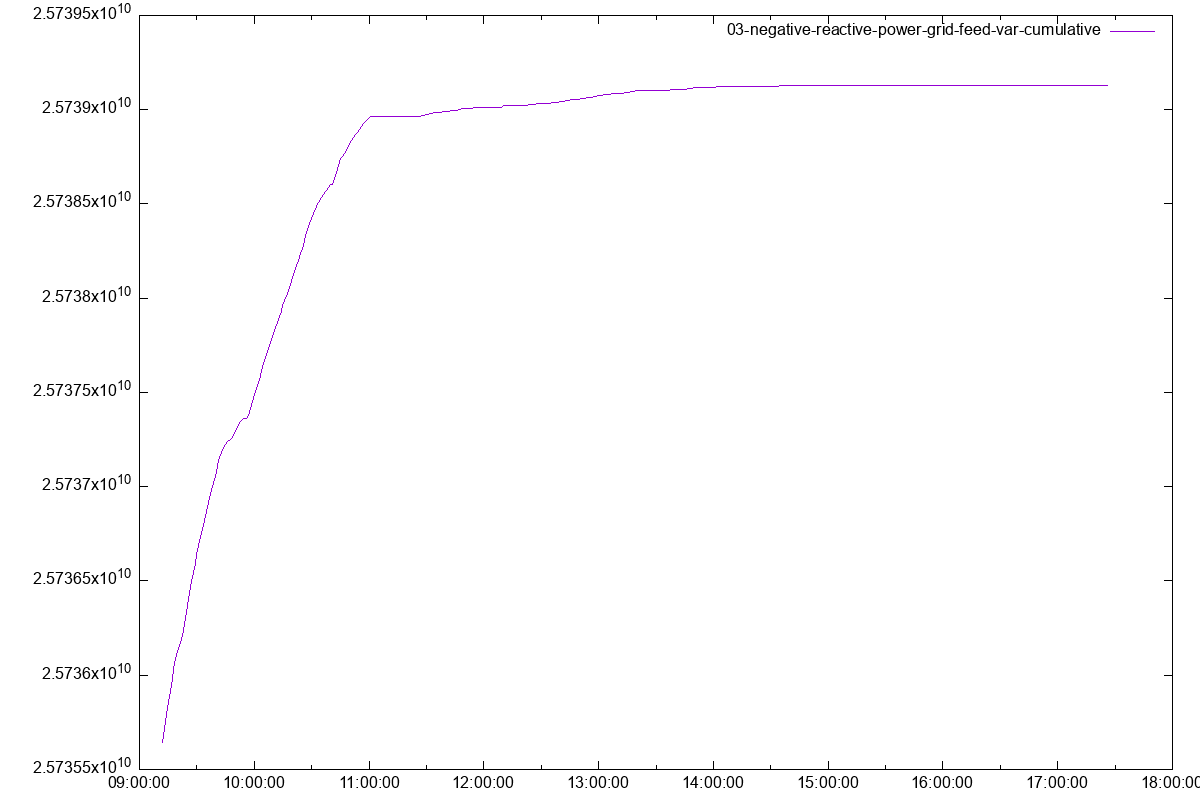 2.57395x10^10
03-negative-reactive-power-grid-feed-var-cumulative
2.5739x10^10
2.57385x10^10
2.5738x10^10
2.57375x10^10
2.5737x10^10
2.57365x10^10
2.5736x10^10
2.57355x10^10
09:00:00 10:00:00 11:00:00 12:00:00 13:00:00 14:00:00 15:00:00 16:00:00 17:00:00 18:00:00